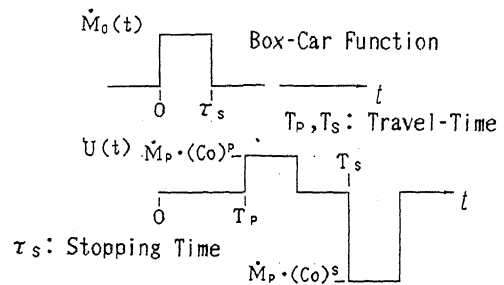 Ṁ₀(t)
Box-Car Function
0 τs t
Tₚ,Tₛ: Travel-Time
U(t) Ṁₚ·(Co)ᵖ
Tₛ
0 Tₚ t
τs: Stopping Time
Ṁₚ·(Co)ˢ